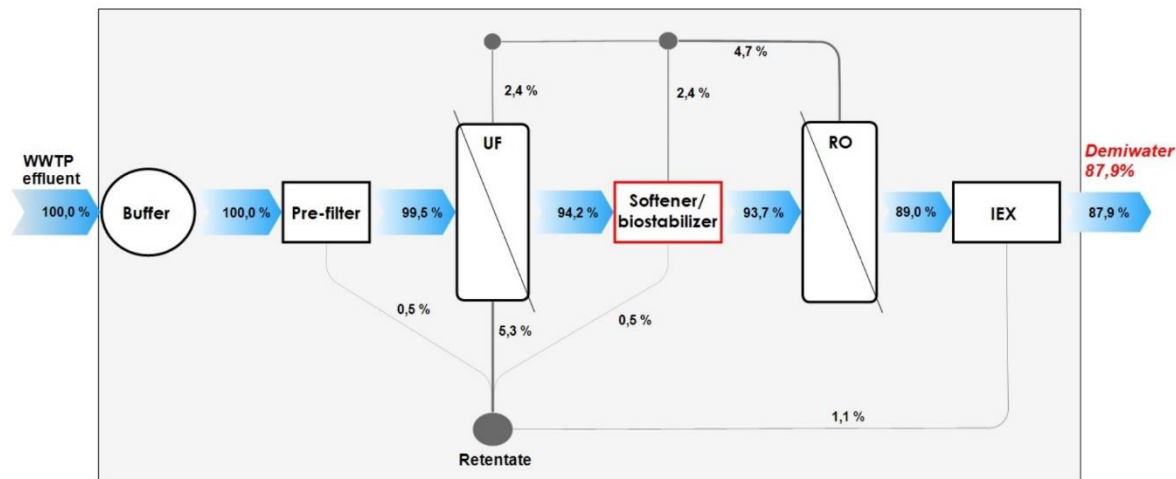 4,7 %
2,4 %
2,4 %
UF
RO
WWTP
effluent
100,0 %
Buffer
100,0 %
Pre-filter
99,5 %
94,2 %
Softener/
biostabilizer
93,7 %
89,0 %
IEX
Demiwater
87,9%
87,9 %
0,5 %
5,3 %
0,5 %
1,1 %
Retentate